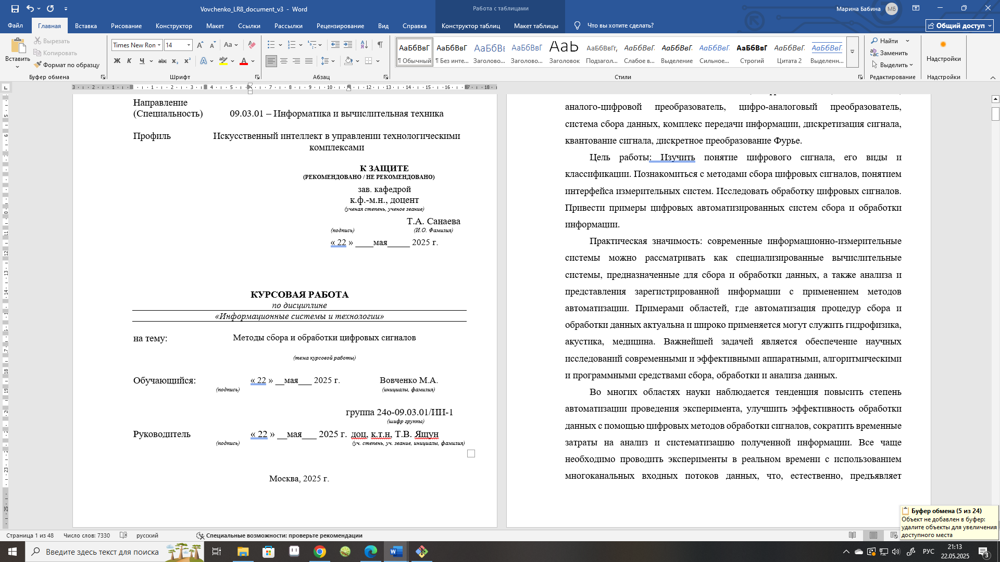 Vovchenko_LR8_document_v3 - Word
Работа с таблицами
Марина Бабина
МБ
Файл
Главная
Вставка
Рисование
Конструктор
Макет
Ссылки
Рассылки
Рецензирование
Вид
Справка
Конструктор таблиц
Макет таблицы
Что вы хотите сделать?
Общий доступ
Вставить
Вырезать
Копировать
Формат по образцу
Буфер обмена
Times New Ron
14
Шрифт
Абзац
АаБбВвГ
¶ Обычный
АаБбВвГ
¶ Без инте...
АаБбВв
Заголово...
АаБбВвГ
Заголово...
АаЬ
Заголовок
АаБбВвГг,
Подзагол...
АаБбВвГг
Слабое в...
АаБбВвГг
Выделение
АаБбВвГг
Сильное...
АаБбВвГ
Строгий
АаБбВвГг
Цитата 2
АаБбВвГг
Выделенн...
Стили
Найти
Заменить
Выделить
Редактирование
Настройки
Настройки
Направление
(Специальность) 09.03.01 – Информатика и вычислительная техника
Профиль Искусственный интеллект в управлении технологическими
комплексами
К ЗАЩИТЕ
(РЕКОМЕНДОВАНО / НЕ РЕКОМЕНДОВАНО)
зав. кафедрой
к.ф.-м.н., доцент
(ученая степень, ученое звание)
Т.А. Санаева
(подпись) (И.О. Фамилия)
« 22 » ____мая_____ 2025 г.
КУРСОВАЯ РАБОТА
по дисциплине
«Информационные системы и технологии»
на тему: Методы сбора и обработки цифровых сигналов
(тема курсовой работы)
Обучающийся: « 22 » __мая___ 2025 г. Вовченко М.А.
(подпись) (инициалы, фамилия)
группа 24о-09.03.01/ИИ-1
(шифр группы)
Руководитель « 22 » __мая___ 2025 г. доц, к.т.н, Т.В. Ящун
(подпись) (уч. степень, уч. звание, инициалы, фамилия)
Москва, 2025 г.
аналого-цифровой преобразователь, цифро-аналоговый преобразователь,
система сбора данных, комплекс передачи информации, дискретизация сигнала,
квантование сигнала, дискретное преобразование Фурье.
Цель работы: Изучить понятие цифрового сигнала, его виды и
классификации. Познакомиться с методами сбора цифровых сигналов, понятием
интерфейса измерительных систем. Исследовать обработку цифровых сигналов.
Привести примеры цифровых автоматизированных систем сбора и обработки
информации.
Практическая значимость: современные информационно-измерительные
системы можно рассматривать как специализированные вычислительные
системы, предназначенные для сбора и обработки данных, а также анализа и
представления зарегистрированной информации с применением методов
автоматизации. Примерами областей, где автоматизация процедур сбора и
обработки данных актуальна и широко применяется могут служить гидрофизика,
акустика, медицина. Важнейшей задачей является обеспечение научных
исследований современными и эффективными аппаратными, алгоритмическими
и программными средствами сбора, обработки и анализа данных.
Во многих областях науки наблюдается тенденция повысить степень
автоматизации проведения эксперимента, улучшить эффективность обработки
данных с помощью цифровых методов обработки сигналов, сократить временные
затраты на анализ и систематизацию полученной информации. Все чаще
необходимо проводить эксперименты в реальном времени с использованием
многоканальных входных потоков данных, что, естественно, предъявляет
Буфер обмена (5 из 24)
Объект не добавлен в буфер:
удалите объекты для увеличения
доступного места
Страница 1 из 48
Число слов: 7330
русский
Специальные возможности: проверьте рекомендации
Введите здесь текст для поиска
РУС
21:13
22.05.2025
3